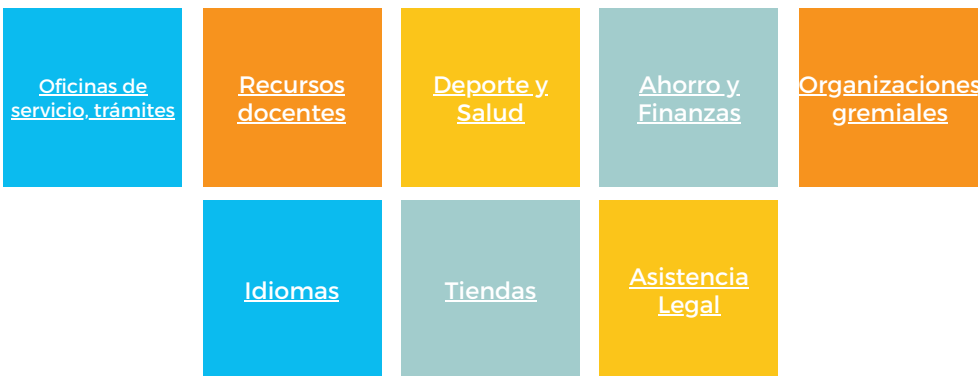 Oficinas de
servicio, trámites
Recursos
docentes
Deporte y
Salud
Ahorro y
Finanzas
Organizaciones
gremiales
Idiomas
Tiendas
Asistencia
Legal